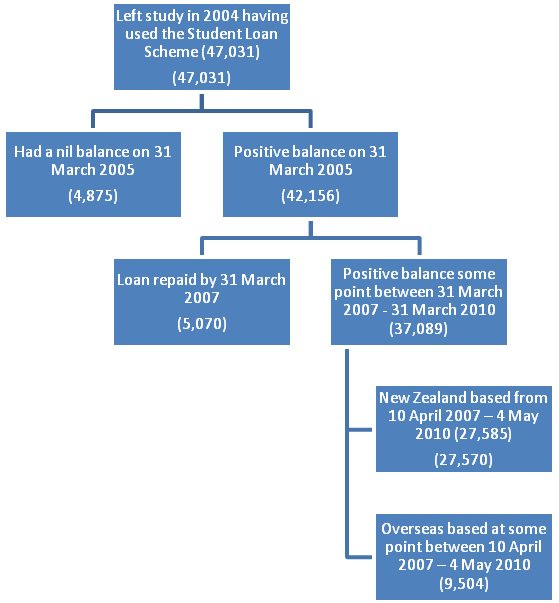 Left study in 2004 having
used the Student Loan
Scheme (47,031)
(47,031)
Had a nil balance on 31
March 2005
(4,875)
Positive balance on 31
March 2005
(42,156)
Loan repaid by 31 March
2007
(5,070)
Positive balance some
point between 31 March
2007 - 31 March 2010
(37,089)
New Zealand based from
10 April 2007 – 4 May
2010 (27,585)
(27,570)
Overseas based at some
point between 10 April
2007 – 4 May 2010
(9,504)